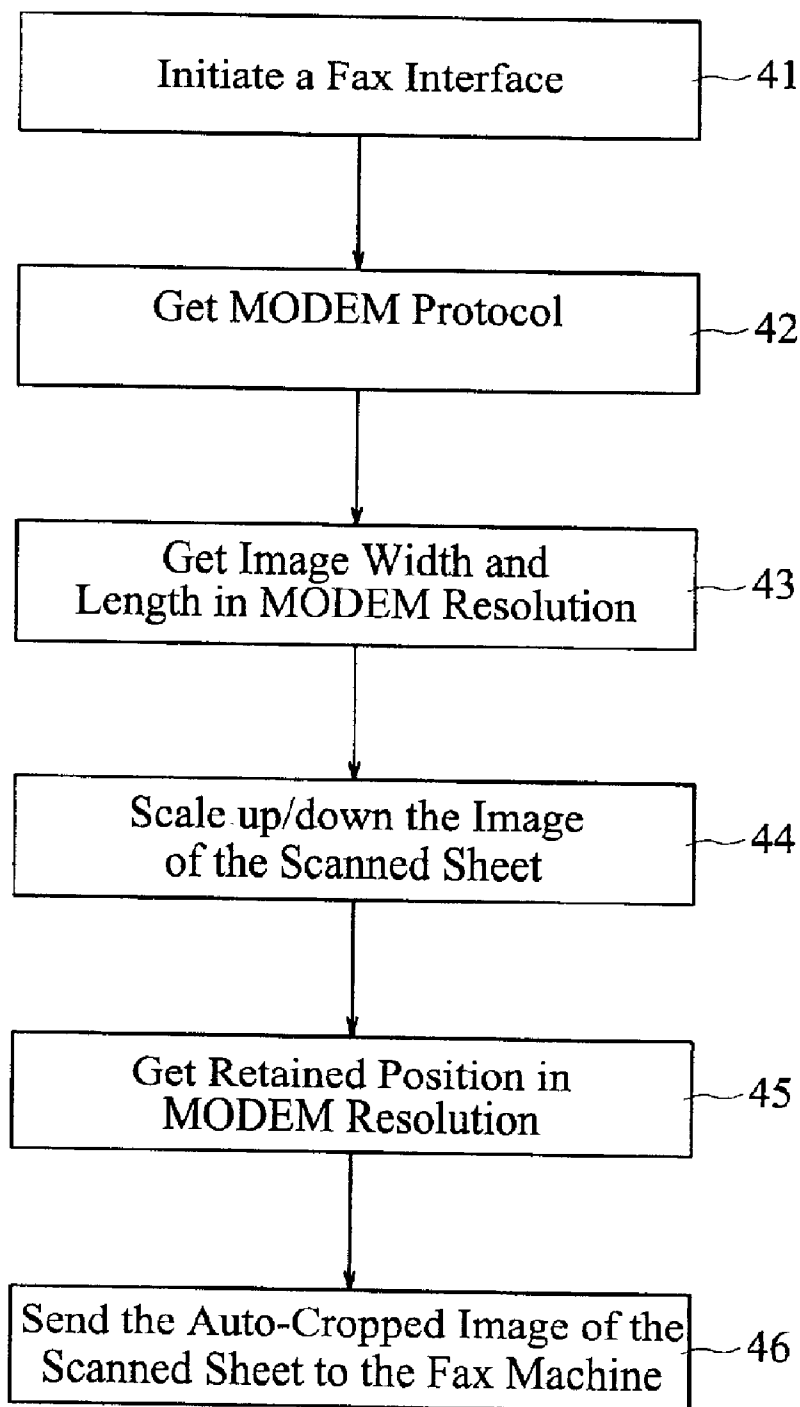 Initiate a Fax Interface
41
Get MODEM Protocol
42
Get Image Width and
Length in MODEM Resolution
43
Scale up/down the Image
of the Scanned Sheet
44
Get Retained Position in
MODEM Resolution
45
Send the Auto-Cropped Image of the
Scanned Sheet to the Fax Machine
46